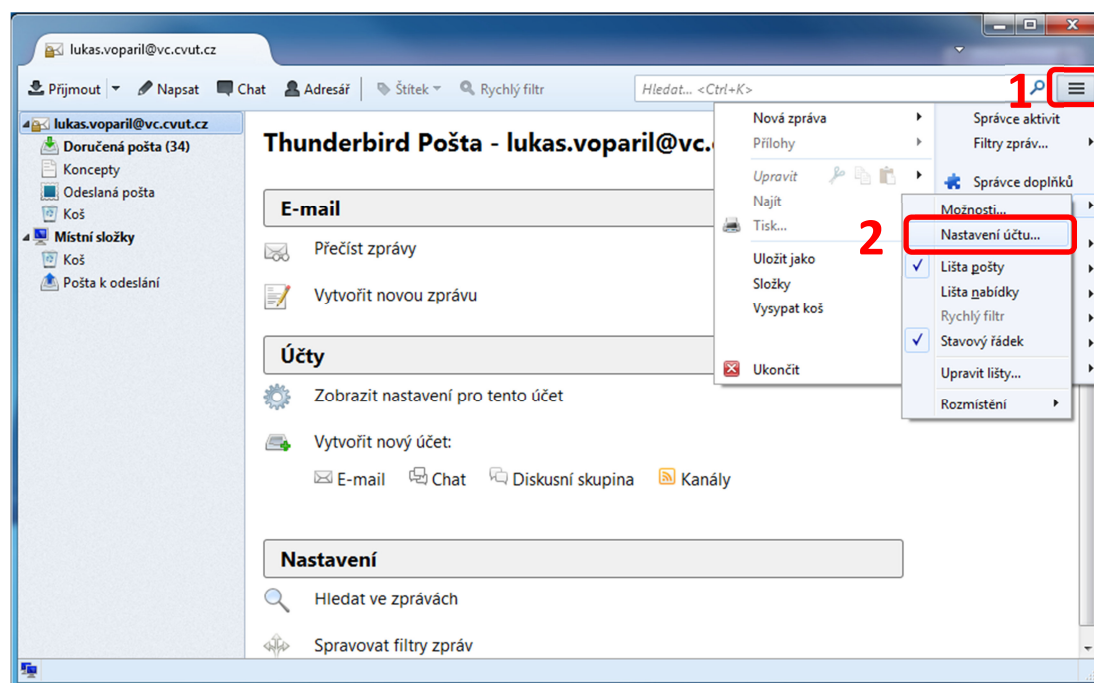 lukas.voparil@vc.cvut.cz
Přijmout Napsat Chat Adresář Štítek Rychlý filtr Hledat... <Ctrl+K> 1
lukas.voparil@vc.cvut.cz
Doručená pošta (34)
Koncepty
Odeslaná pošta
Koš
Místní složky
Koš
Pošta k odeslání
Thunderbird Pošta - lukas.voparil@vc.
E-mail
Přečíst zprávy
Vytvořit novou zprávu
Účty
Zobrazit nastavení pro tento účet
Vytvořit nový účet:
E-mail Chat Diskusní skupina Kanály
Nastavení
Hledat ve zprávách
Spravovat filtry zpráv
Nová zpráva
Přílohy
Upravit
Najít
Tisk...
Uložit jako
Složky
Vysypat koš
Ukončit
Správce aktivit
Filtry zpráv...
Správce doplňků
Možnosti...
2 Nastavení účtu...
Lišta pošty
Lišta nabídky
Rychlý filtr
Stavový řádek
Upravit lišty...
Rozmístění